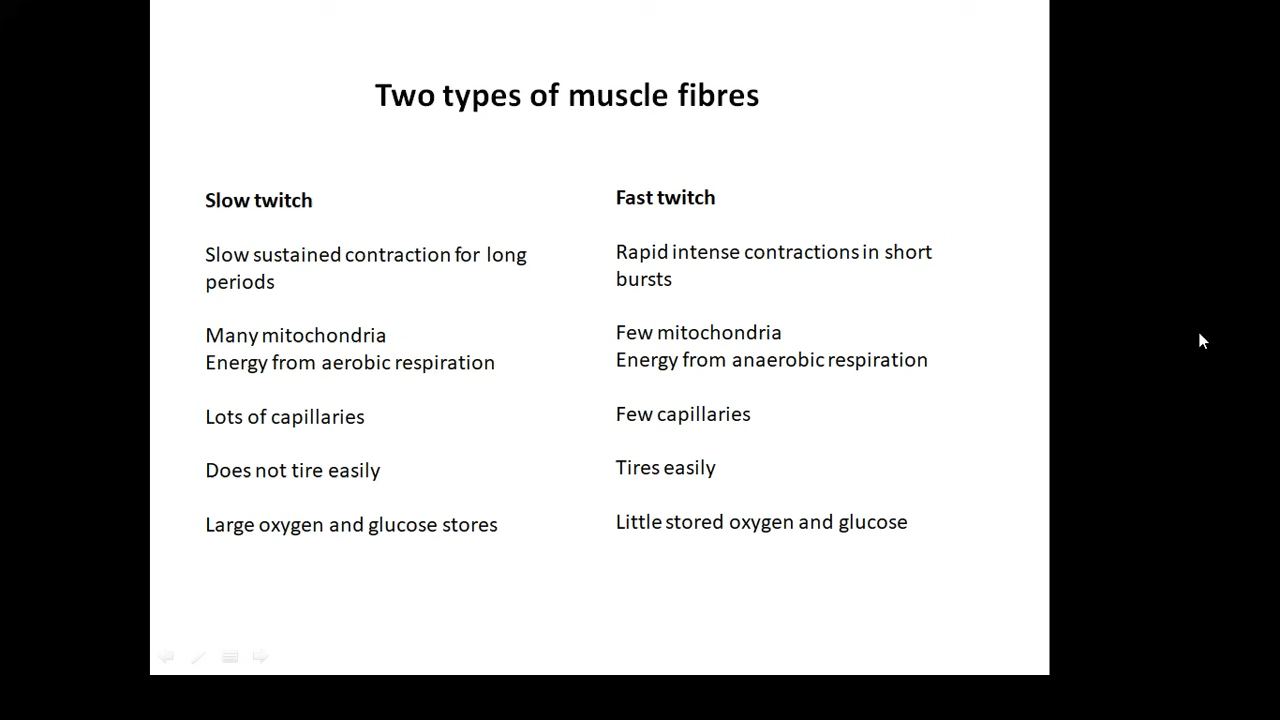 Two types of muscle fibres
Slow twitch
Slow sustained contraction for long
periods
Many mitochondria
Energy from aerobic respiration
Lots of capillaries
Does not tire easily
Large oxygen and glucose stores
Fast twitch
Rapid intense contractions in short
bursts
Few mitochondria
Energy from anaerobic respiration
Few capillaries
Tires easily
Little stored oxygen and glucose